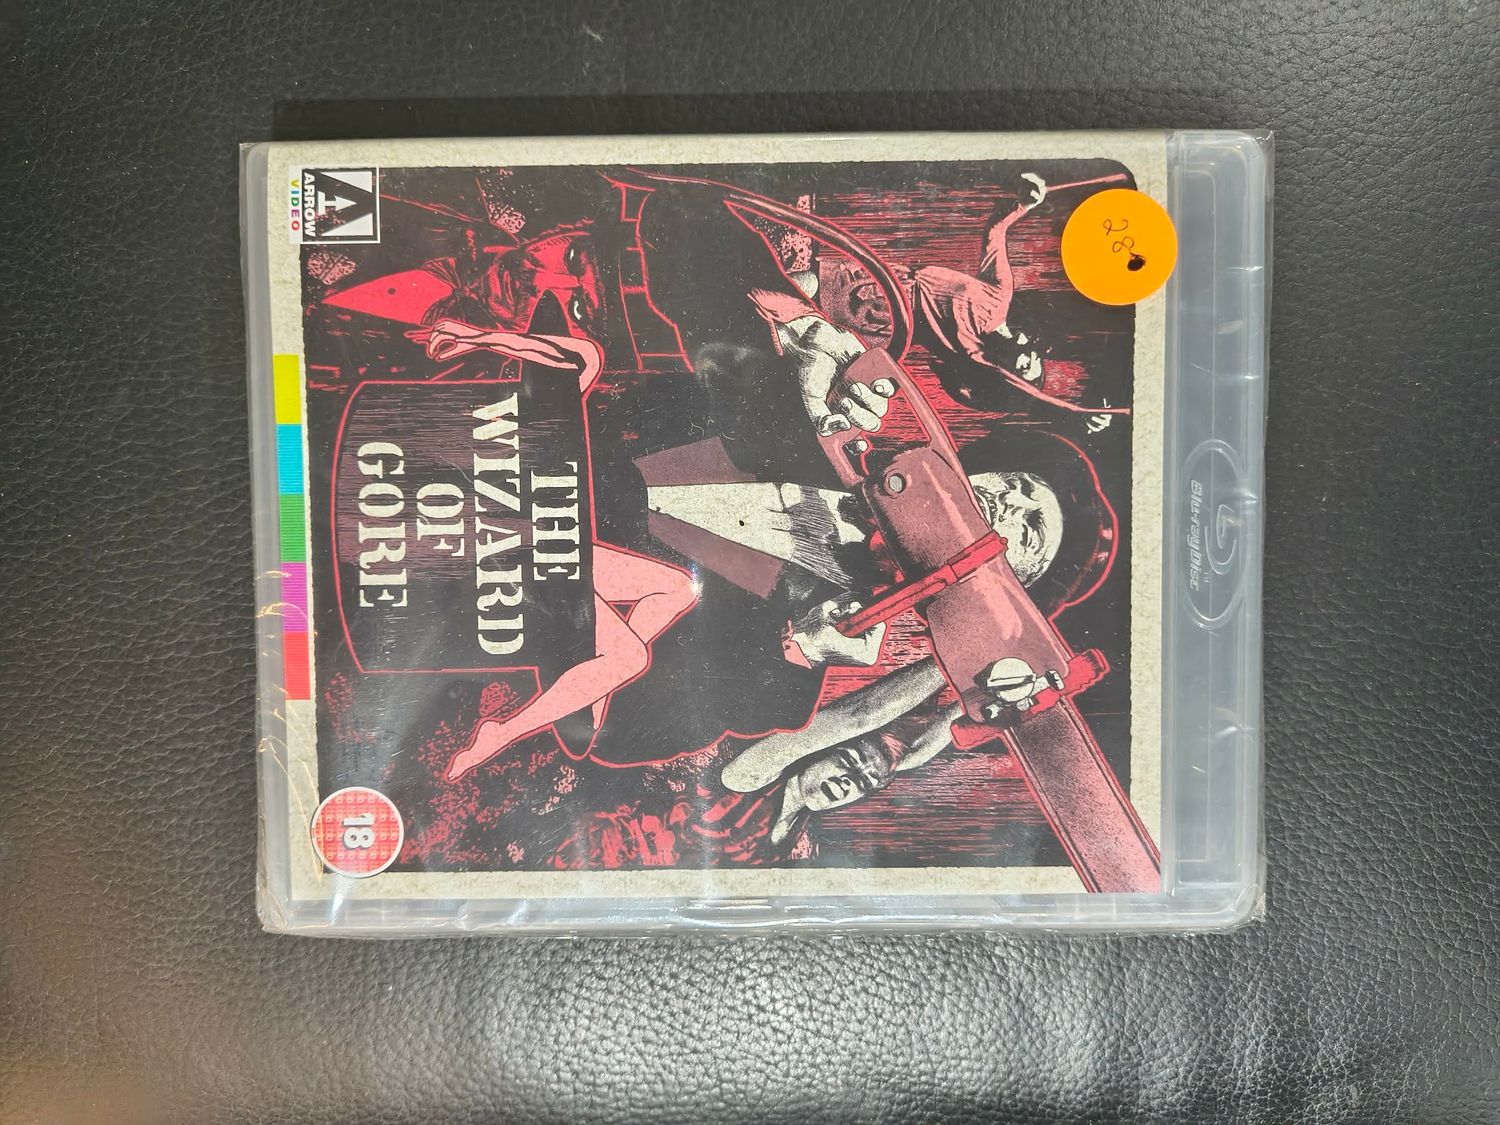 Blu-ray Disc
28
THE
WIZARD
OF
GORE
ARROW
VIDEO
18